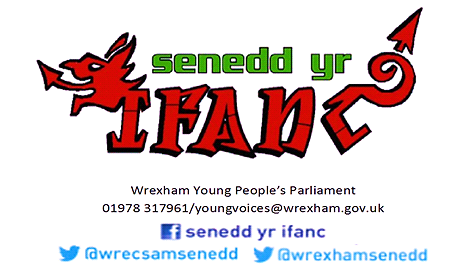 senedd yr
IFANC
Wrexham Young People's Parliament
01978 317961/youngvoices@wrexham.gov.uk
senedd yr ifanc
@wrecsamsenedd @wrexhamsenedd